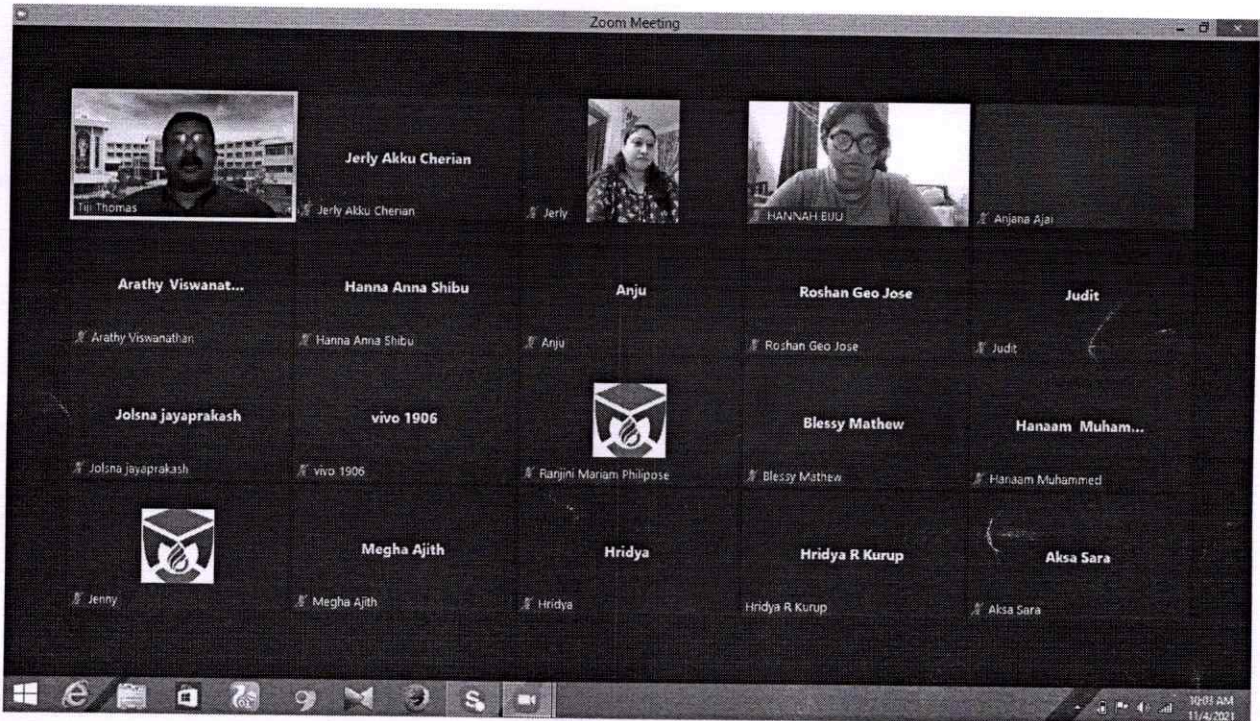 Zoom Meeting
Tiji Thomas
Jerly Akku Cherian
Jerly Akku Cherian
Jerly
HANNAH BIJU
Anjana Ajai
Arathy Viswanat...
Arathy Viswanathan
Hanna Anna Shibu
Hanna Anna Shibu
Anju
Anju
Roshan Geo Jose
Roshan Geo Jose
Judit
Judit
Jolsna jayaprakash
Jolsna jayaprakash
vivo 1906
vivo 1906
Ranjini Mariam Philipose
Blessy Mathew
Blessy Mathew
Hanaam Muham...
Hanaam Muhammed
Jenny
Megha Ajith
Megha Ajith
Hridya
Hridya
Hridya R Kurup
Hridya R Kurup
Aksa Sara
Aksa Sara
10:03 AM
11/4/2021